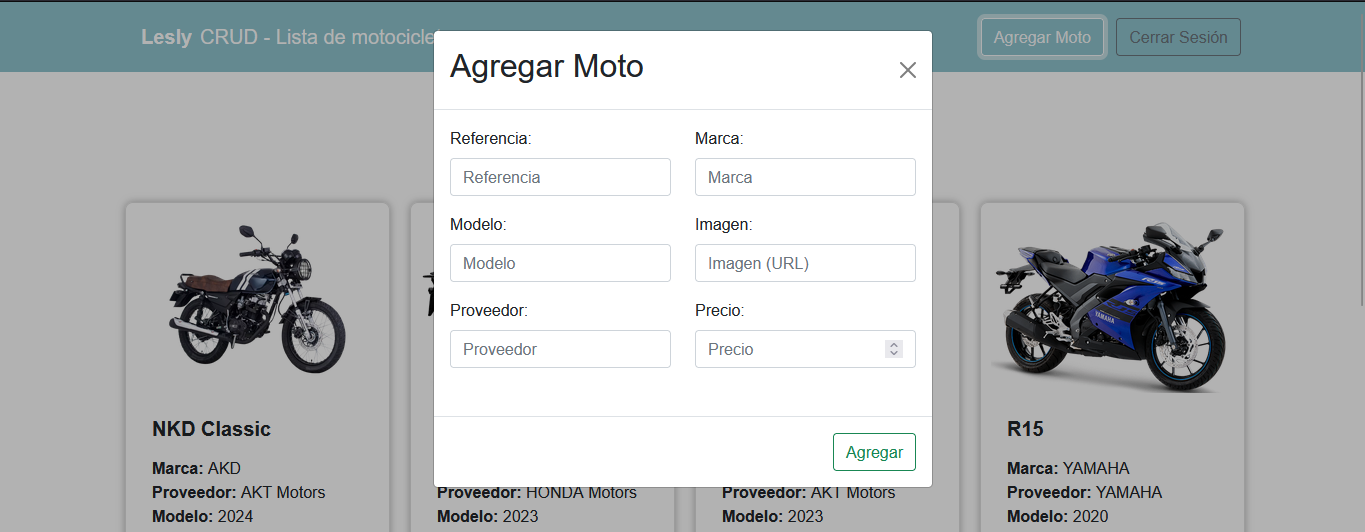 Lesly CRUD - Lista de
Agregar Moto
Cerrar Sesión
Agregar Moto
Referencia:
Marca:
Referencia
Marca
Modelo:
Imagen:
Modelo
Imagen (URL)
Proveedor:
Precio:
Proveedor
Precio
Agregar
NKD Classic
Marca: AKD
Proveedor: AKT Motors
Modelo: 2024
Proveedor: HONDA Motors
Modelo: 2023
Proveedor: AKT Motors
Modelo: 2023
R15
Marca: YAMAHA
Proveedor: YAMAHA
Modelo: 2020
YAMAHA